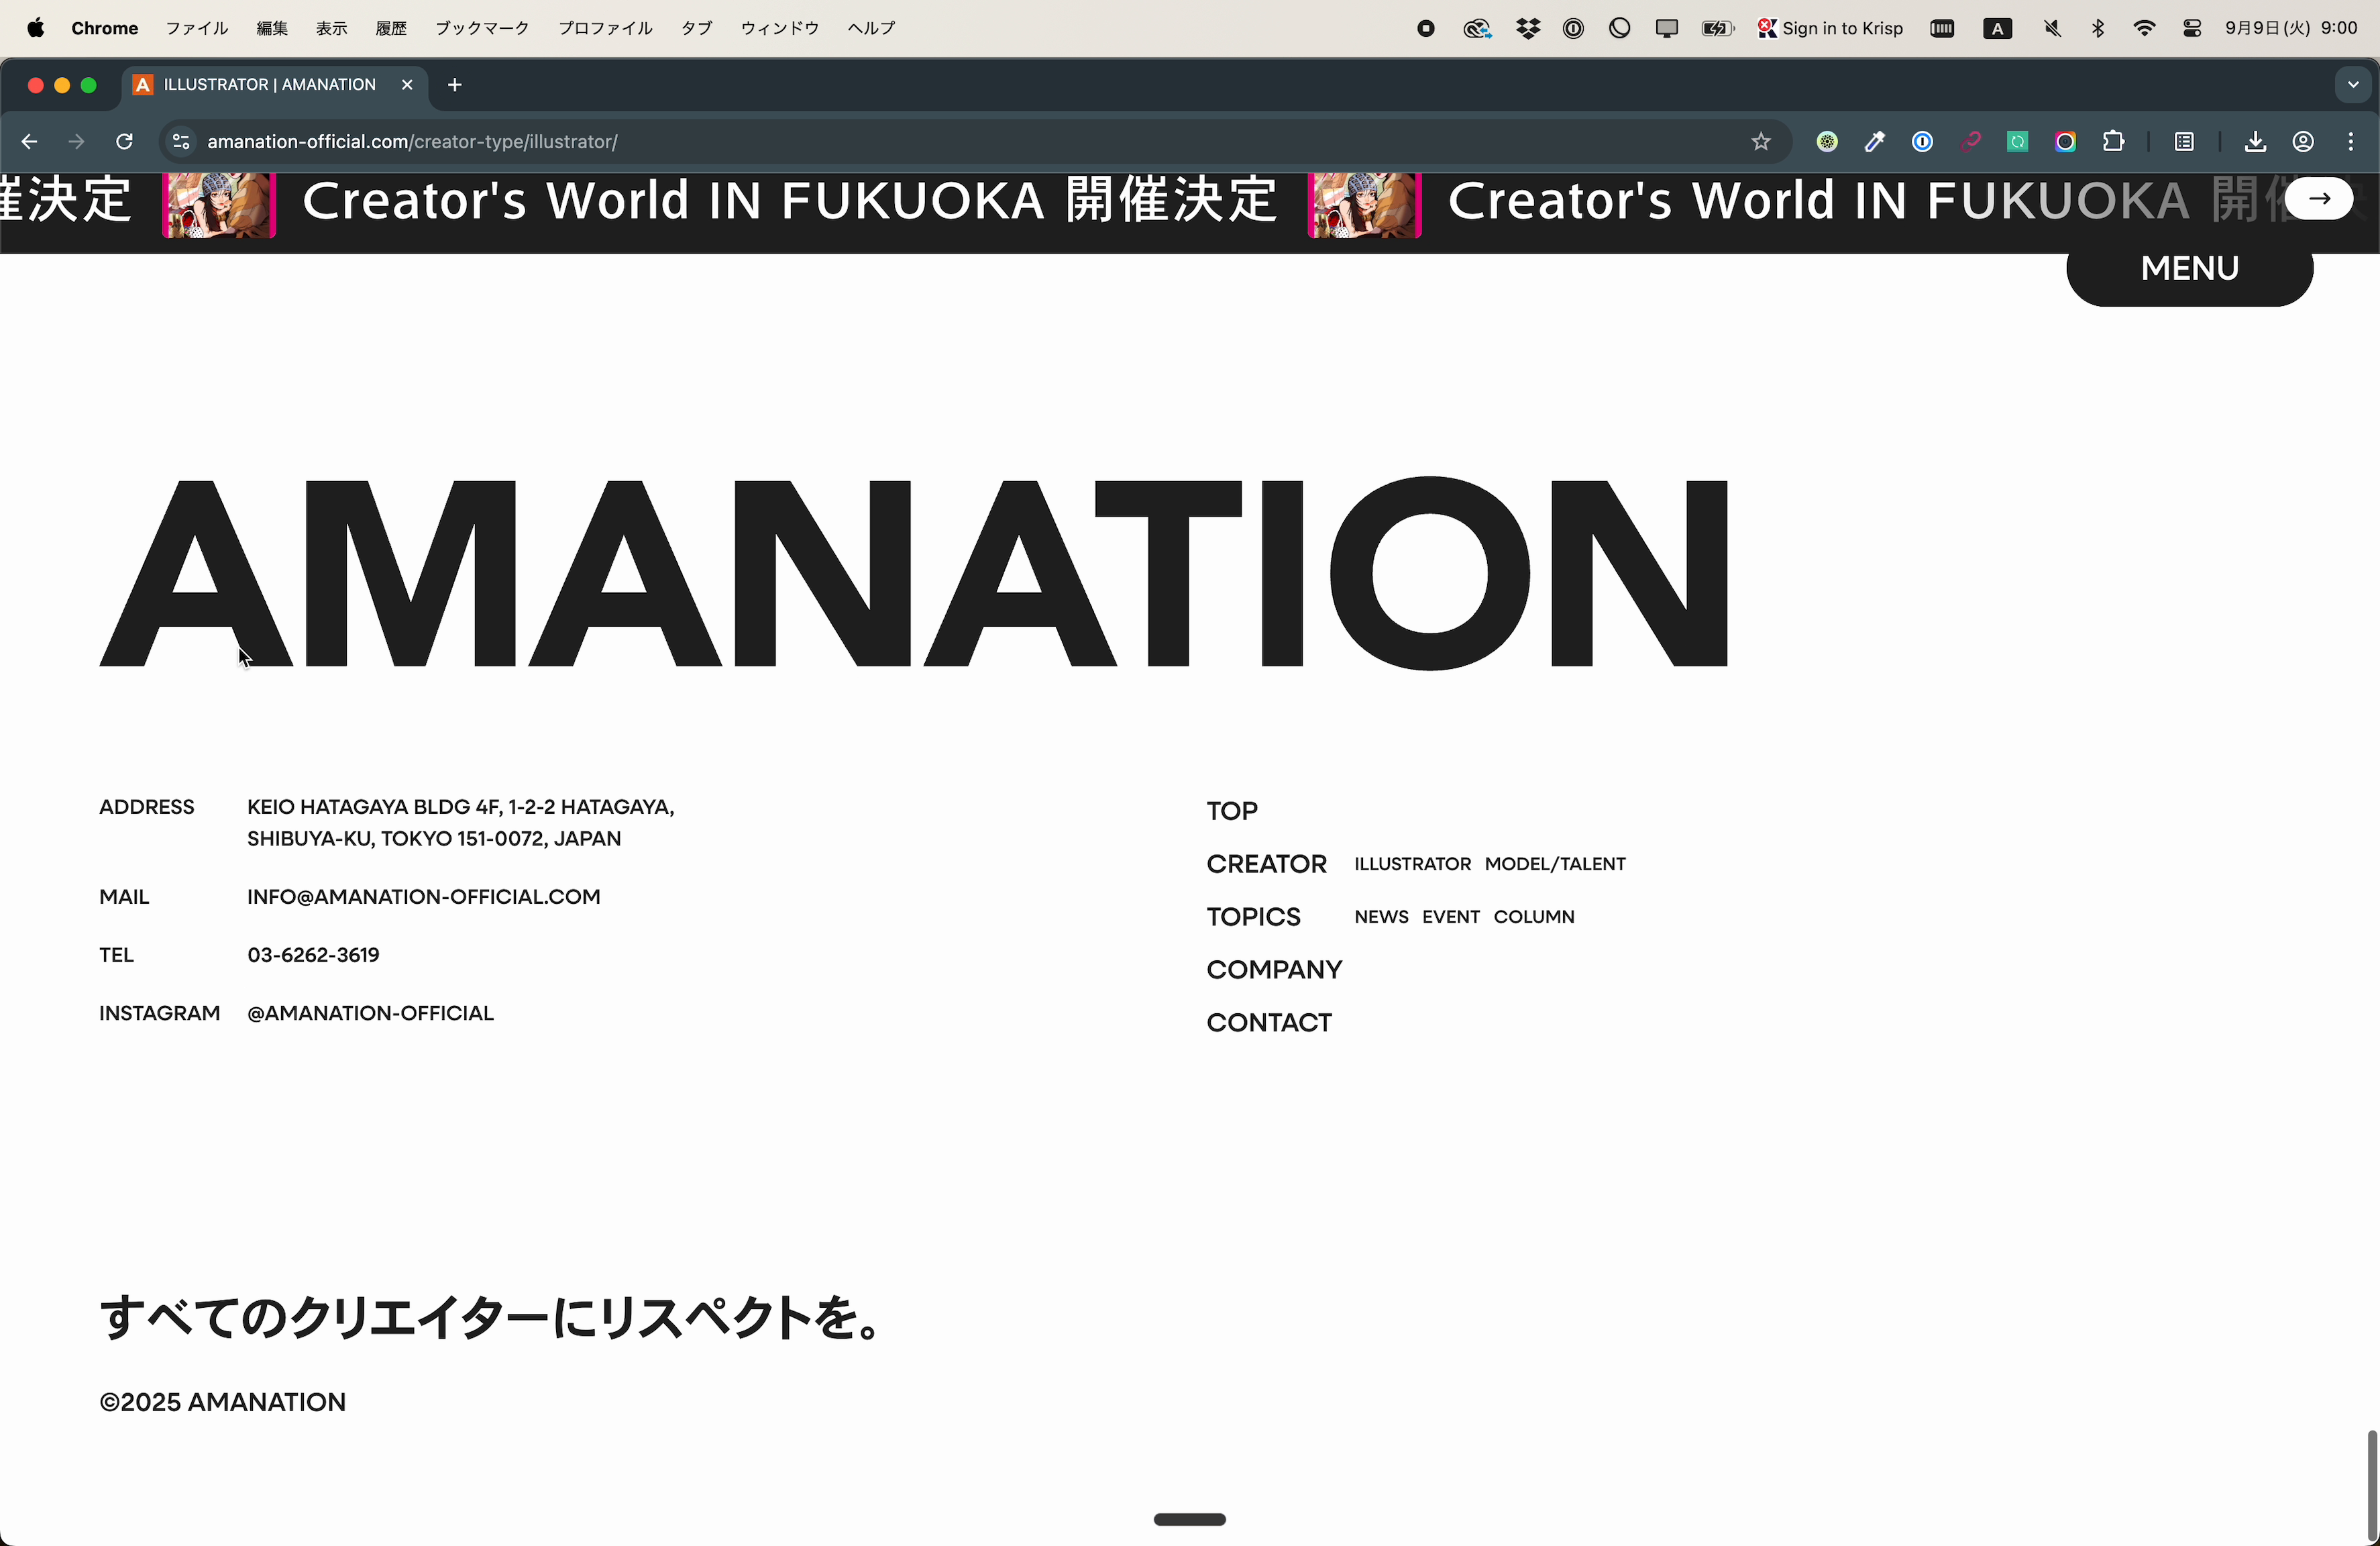 Chrome ファイル 編集 表示 履歴 ブックマーク プロファイル タブ ウィンドウ ヘルプ Sign in to Krisp A 9月9日(火) 9:00
A ILLUSTRATOR | AMANATION
amanation-official.com/creator-type/illustrator/
催決定 Creator's World IN FUKUOKA 開催決定 Creator's World IN FUKUOKA 開催決
MENU
AMANATION
ADDRESS KEIO HATAGAYA BLDG 4F, 1-2-2 HATAGAYA,
SHIBUYA-KU, TOKYO 151-0072, JAPAN
MAIL INFO@AMANATION-OFFICIAL.COM
TEL 03-6262-3619
INSTAGRAM @AMANATION-OFFICIAL
TOP
CREATOR ILLUSTRATOR MODEL/TALENT
TOPICS NEWS EVENT COLUMN
COMPANY
CONTACT
すべてのクリエイターにリスペクトを。
©2025 AMANATION